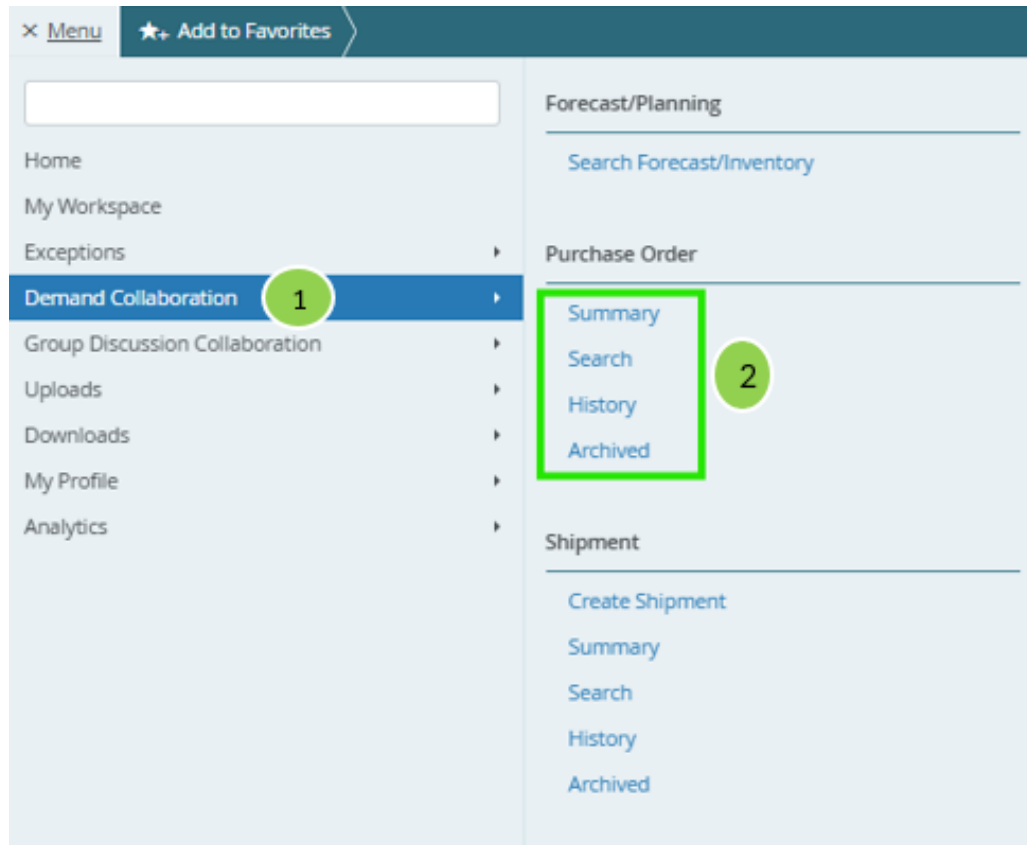 × Menu
★+ Add to Favorites
Home
My Workspace
Exceptions
Demand Collaboration 1
Group Discussion Collaboration
Uploads
Downloads
My Profile
Analytics
Forecast/Planning
Search Forecast/Inventory
Purchase Order
Summary
Search
History
Archived
2
Shipment
Create Shipment
Summary
Search
History
Archived